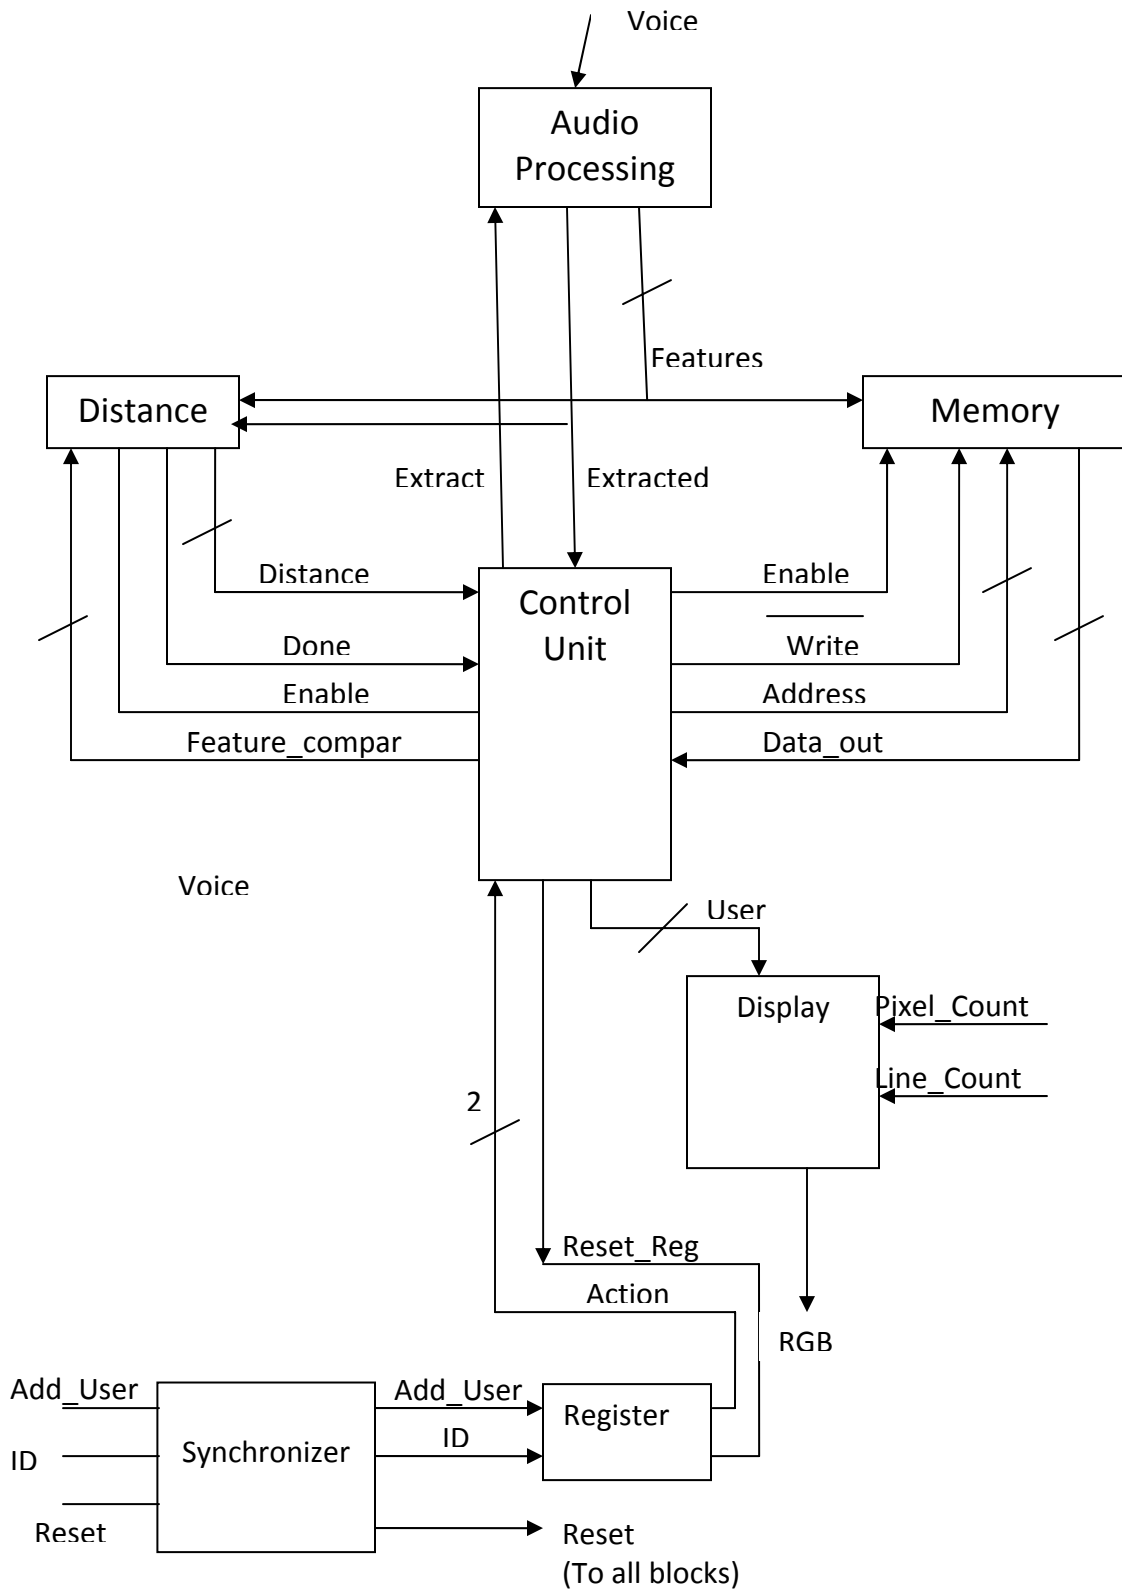 Voice
Audio
Processing
Features
Distance
Memory
Extract
Extracted
Distance
Enable
Control
Unit
Done
Write
Enable
Address
Feature_compar
Data_out
Voice
User
Display
Pixel_Count
Line_Count
2
Reset_Reg
Action
RGB
Add_User
Add_User
Register
ID
Synchronizer
ID
Reset
Reset
(To all blocks)